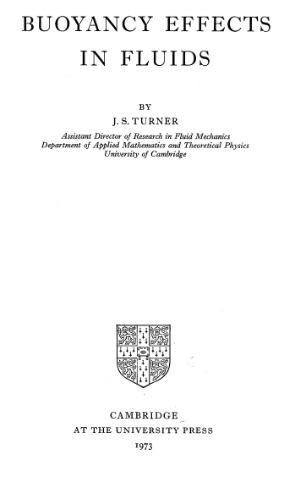 BUOYANCY EFFECTS
IN FLUIDS
BY
J. S. TURNER
Assistant Director of Research in Fluid Mechanics
Department of Applied Mathematics and Theoretical Physics
University of Cambridge
CAMBRIDGE
AT THE UNIVERSITY PRESS
1973